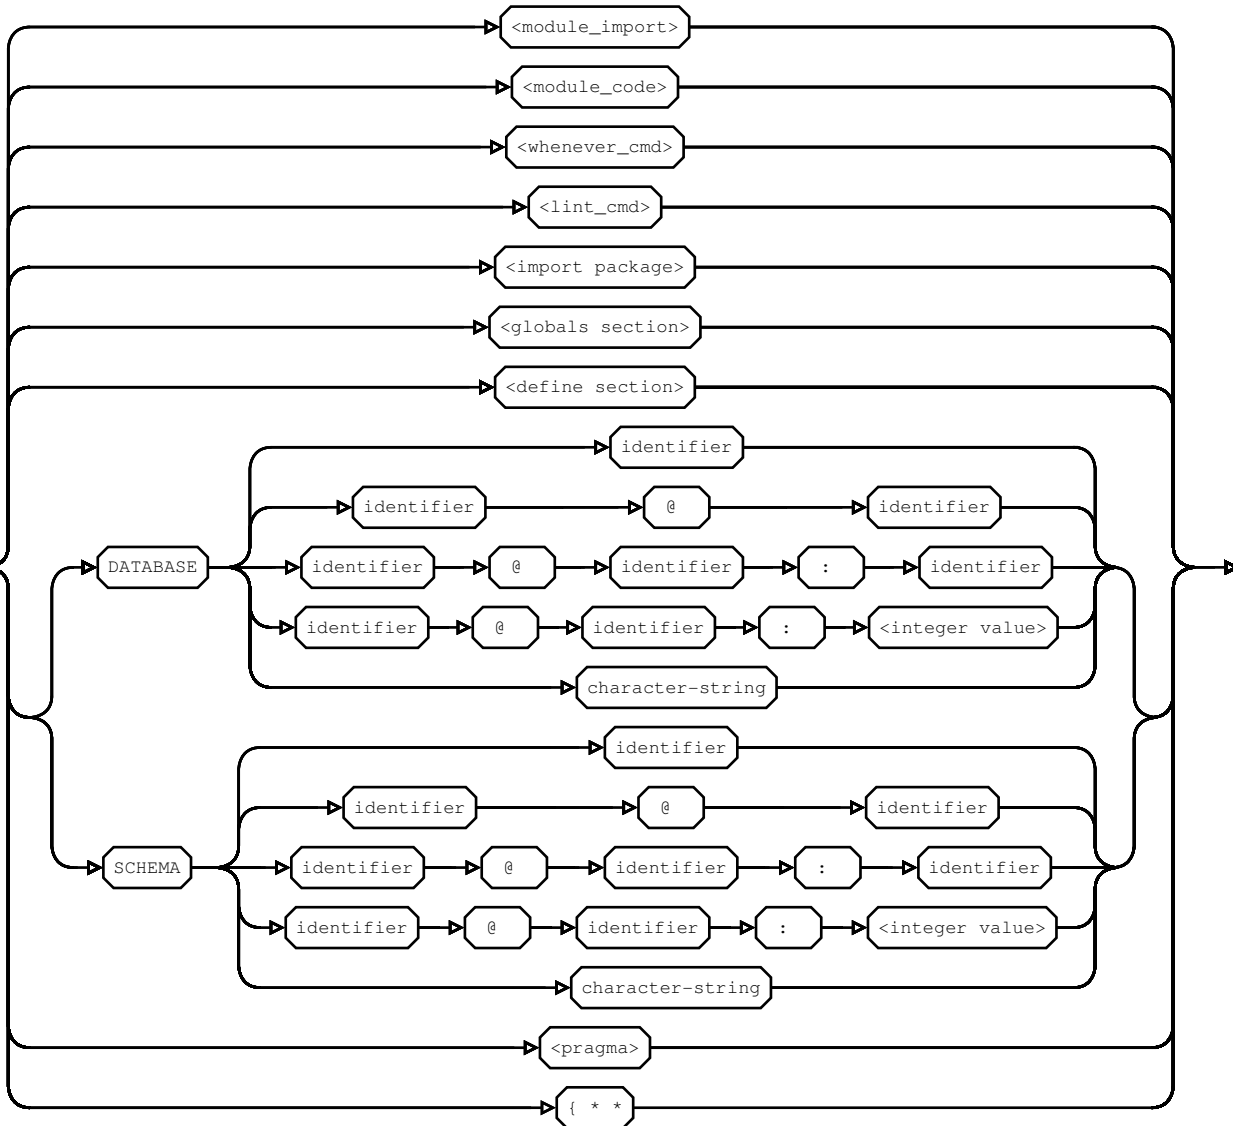 <module_import>
<module_code>
<whenever_cmd>
<lint_cmd>
<import package>
<globals section>
<define section>
identifier
identifier @ identifier
DATABASE identifier @ identifier : identifier
identifier @ identifier : <integer value>
character-string
identifier
identifier @ identifier
SCHEMA identifier @ identifier : identifier
identifier @ identifier : <integer value>
character-string
<pragma>
{ * *